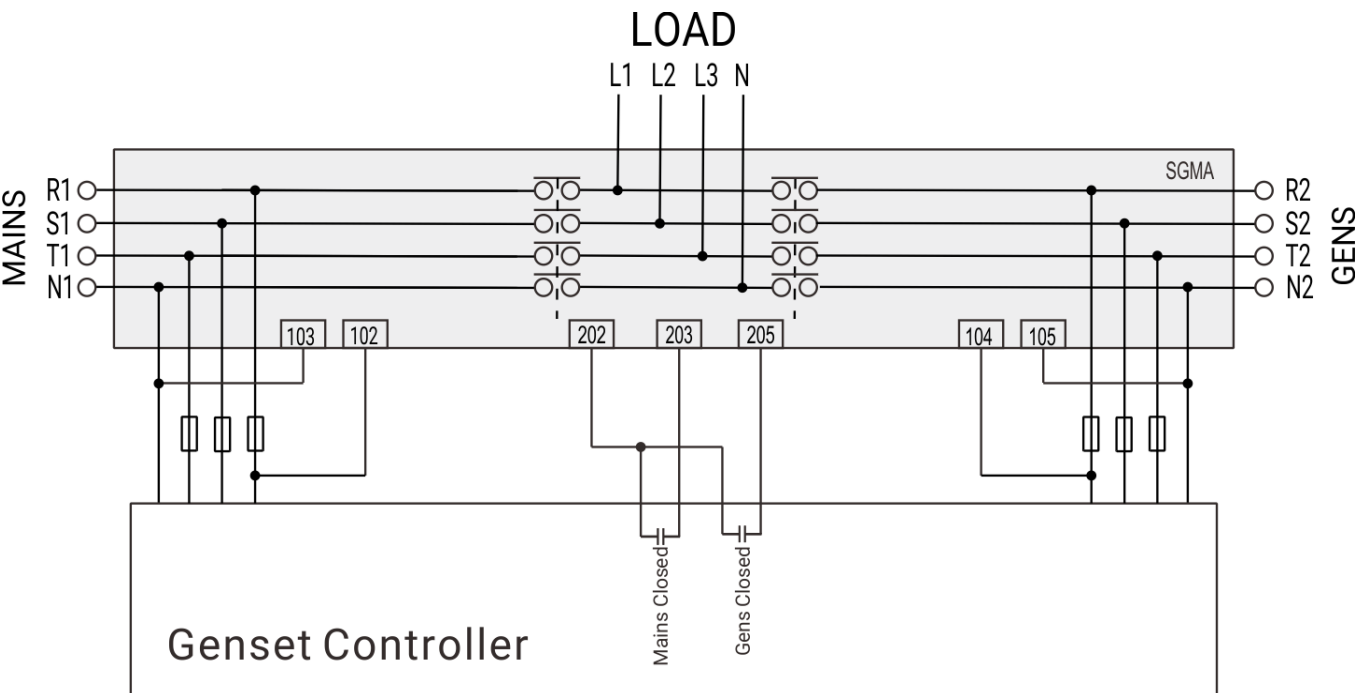 LOAD
L1 L2 L3 N
SGMA
MAINS
R1
S1
T1
N1
R2
S2
T2
N2
GENS
103 102 202 203 205 104 105
Mains Closed
Gens Closed
Genset Controller